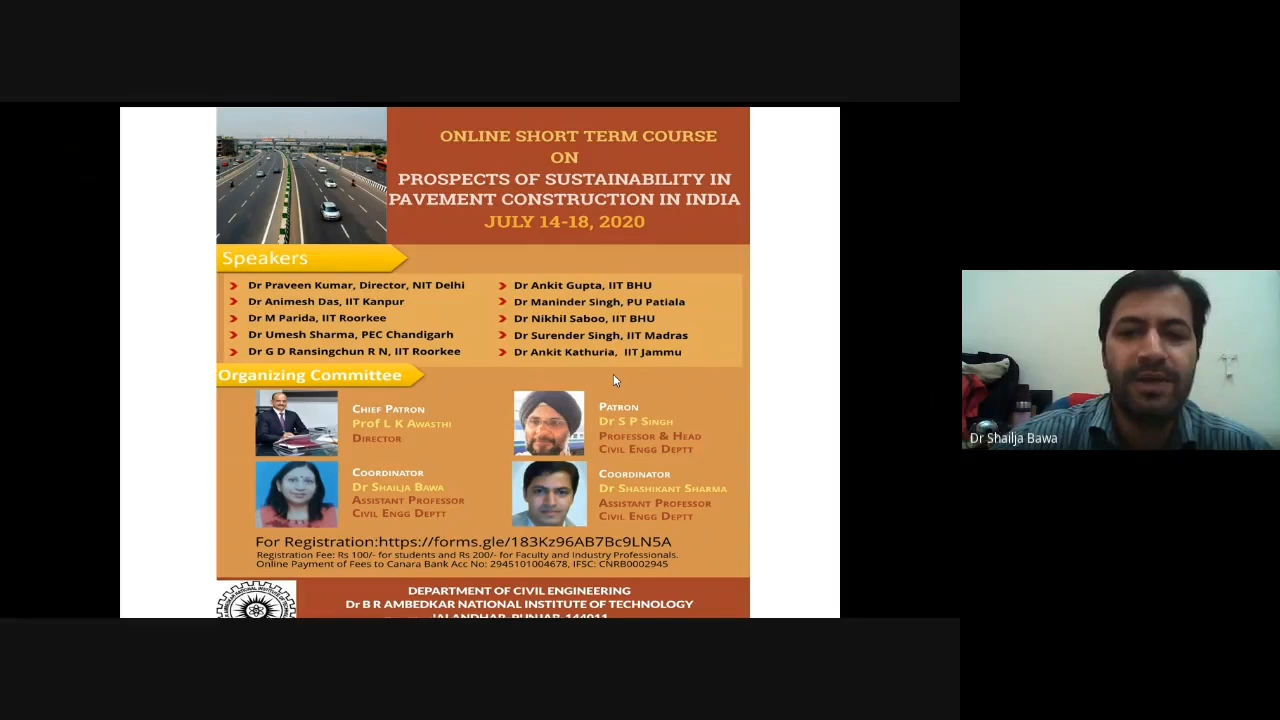 ONLINE SHORT TERM COURSE
ON
PROSPECTS OF SUSTAINABILITY IN
PAVEMENT CONSTRUCTION IN INDIA
JULY 14-18, 2020
Speakers
Dr Praveen Kumar, Director, NIT Delhi
Dr Animesh Das, IIT Kanpur
Dr M Parida, IIT Roorkee
Dr Umesh Sharma, PEC Chandigarh
Dr G D Ransingchun R N, IIT Roorkee
Dr Ankit Gupta, IIT BHU
Dr Maninder Singh, PU Patiala
Dr Nikhil Saboo, IIT BHU
Dr Surender Singh, IIT Madras
Dr Ankit Kathuria, IIT Jammu
Organizing Committee
CHIEF PATRON
PROF L K AWASTHI
DIRECTOR
PATRON
DR S P SINGH
PROFESSOR & HEAD
CIVIL ENGG DEPTT
COORDINATOR
DR SHAILJA BAWA
ASSISTANT PROFESSOR
CIVIL ENGG DEPTT
COORDINATOR
DR SHASHIKANT SHARMA
ASSISTANT PROFESSOR
CIVIL ENGG DEPTT
For Registration:https://forms.gle/183Kz96AB7Bc9LN5A
Registration Fee: Rs 100/- for students and Rs 200/- for Faculty and Industry Professionals.
Online Payment of Fees to Canara Bank Acc No: 2945101004678, IFSC: CNRB0002945
DEPARTMENT OF CIVIL ENGINEERING
Dr B R AMBEDKAR NATIONAL INSTITUTE OF TECHNOLOGY
JALANDHAR, PUNJAB-144011
Dr Shailja Bawa